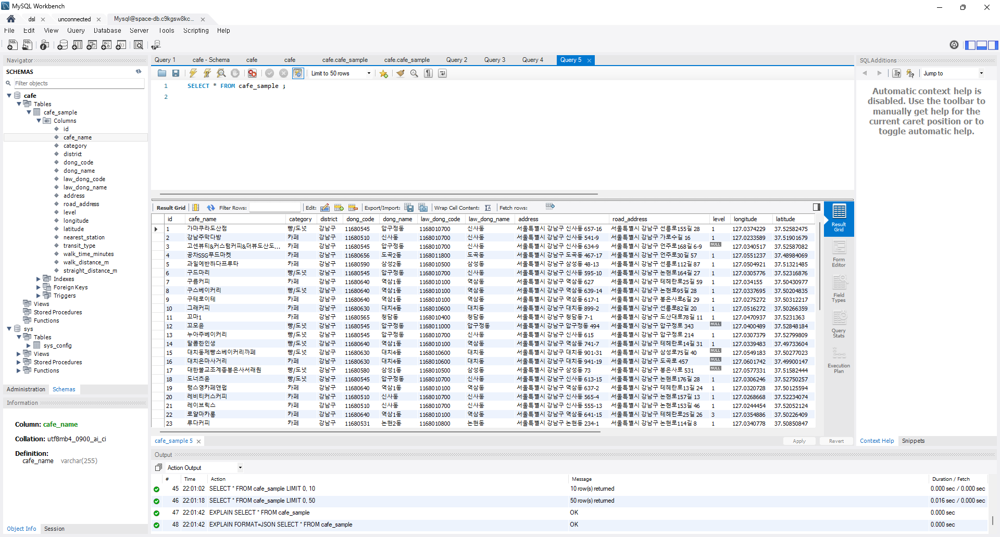 MySQL Workbench
dsl
unconnected
Mysql@space-db.c9kgsw8kc...
File Edit View Query Database Server Tools Scripting Help
Navigator
SCHEMAS
Filter objects
cafe
Tables
cafe_sample
Columns
id
cafe_name
category
district
dong_code
dong_name
law_dong_code
law_dong_name
address
road_address
level
longitude
latitude
nearest_station
transit_type
walk_time_minutes
walk_distance_m
straight_distance_m
Indexes
Foreign Keys
Triggers
Views
Stored Procedures
Functions
sys
Tables
sys_config
Views
Stored Procedures
Functions
Administration Schemas
Information
Column: cafe_name
Collation: utf8mb4_0900_ai_ci
Definition:
cafe_name varchar(255)
Object Info Session
Query 1 cafe - Schema cafe cafe cafe.cafe_sample cafe.cafe_sample Query 2 Query 3 Query 4 Query 5
Limit to 50 rows
1 SELECT * FROM cafe_sample ;
2
Result Grid Filter Rows: Edit: Export/Import: Wrap Cell Content: Fetch rows:
id cafe_name category district dong_code dong_name law_dong_code law_dong_name address road_address level longitude latitude
1 가마쿠라도산점 빵/도넛 강남구 11680545 압구정동 1168010700 신사동 서울특별시 강남구 신사동 657-16 서울특별시 강남구 선릉로155길 28 1 127.0374229 37.52582475
2 강남주막다방 카페 강남구 11680510 신사동 1168010700 신사동 서울특별시 강남구 신사동 541-9 서울특별시 강남구 가로수길 16 1 127.0233589 37.51901679
3 고센뷰티&커스텀커피&더뷰도산도,... 카페 강남구 11680545 압구정동 1168010700 신사동 서울특별시 강남구 신사동 634-9 서울특별시 강남구 언주로168길 6-9 NULL 127.0340517 37.52587082
4 공차SSG푸드마켓 카페 강남구 11680656 도곡2동 1168011800 도곡동 서울특별시 강남구 도곡동 467-17 서울특별시 강남구 언주로30길 57 1 127.0551237 37.48984069
5 과일에반하다프루타 카페 강남구 11680590 삼성2동 1168010500 삼성동 서울특별시 강남구 삼성동 48-13 서울특별시 강남구 선릉로112길 87 1 127.0504921 37.51321485
6 구드마리 빵/도넛 강남구 11680545 압구정동 1168010700 신사동 서울특별시 강남구 신사동 595-10 서울특별시 강남구 논현로164길 27 1 127.0305776 37.52316876
7 구름커피 카페 강남구 11680640 역삼1동 1168010100 역삼동 서울특별시 강남구 역삼동 627 서울특별시 강남구 테헤란로25길 59 1 127.034155 37.50430977
8 구스베이커리 빵/도넛 강남구 11680640 역삼1동 1168010100 역삼동 서울특별시 강남구 역삼동 639-14 서울특별시 강남구 논현로95길 28 1 127.0337695 37.50204835
9 구테로이테 카페 강남구 11680640 역삼1동 1168010100 역삼동 서울특별시 강남구 역삼동 617-1 서울특별시 강남구 봉은사로6길 29 1 127.0275272 37.50312217
10 그래커피 카페 강남구 11680630 대치4동 1168010600 대치동 서울특별시 강남구 대치동 899-2 서울특별시 강남구 선릉로82길 20 1 127.0516272 37.50266359
11 꼬마1 카페 강남구 11680565 청담동 1168010400 청담동 서울특별시 강남구 청담동 7-1 서울특별시 강남구 도산대로78길 11 1 127.0470937 37.5231363
12 꼬모윤 빵/도넛 강남구 11680545 압구정동 1168011000 압구정동 서울특별시 강남구 압구정동 494 서울특별시 강남구 압구정로 343 NULL 127.0400489 37.52848184
13 누아주베이커리 빵/도넛 강남구 11680545 압구정동 1168010700 신사동 서울특별시 강남구 신사동 615 서울특별시 강남구 압구정로 214 1 127.0307379 37.52799809
14 달콤한인생 빵/도넛 강남구 11680640 역삼1동 1168010100 역삼동 서울특별시 강남구 역삼동 741-7 서울특별시 강남구 테헤란로14길 31 1 127.0339483 37.49733604
15 대치동제빵소베이커리까페 빵/도넛 강남구 11680630 대치4동 1168010600 대치동 서울특별시 강남구 대치동 901-31 서울특별시 강남구 삼성로75길 40 NULL 127.0549183 37.50277023
16 대치은마사거리 카페 강남구 11680630 대치4동 1168010600 대치동 서울특별시 강남구 대치동 941-19 서울특별시 강남구 도곡로 457 NULL 127.0601742 37.49900147
17 대한불교조계종봉은사서래원 빵/도넛 강남구 11680580 삼성1동 1168010500 삼성동 서울특별시 강남구 삼성동 73 서울특별시 강남구 봉은사로 531 NULL 127.0577331 37.51582444
18 도너츠윤 빵/도넛 강남구 11680545 압구정동 1168010700 신사동 서울특별시 강남구 신사동 613-15 서울특별시 강남구 논현로176길 28 1 127.0306246 37.52750257
19 랭스영카페앤펍 카페 강남구 11680640 역삼1동 1168010100 역삼동 서울특별시 강남구 역삼동 637-2 서울특별시 강남구 테헤란로13길 24 1 127.0320728 37.50125594
20 레비티커스커피 카페 강남구 11680510 신사동 1168010700 신사동 서울특별시 강남구 신사동 565-4 서울특별시 강남구 논현로157길 13 1 127.0268668 37.52234074
21 레이브릭스 카페 강남구 11680510 신사동 1168010700 신사동 서울특별시 강남구 신사동 555-13 서울특별시 강남구 논현로153길 46 1 127.0244454 37.52052124
22 로얄마카롱 카페 강남구 11680640 역삼1동 1168010100 역삼동 서울특별시 강남구 역삼동 641-15 서울특별시 강남구 테헤란로25길 26 3 127.0354886 37.50226409
23 루다커피 카페 강남구 11680531 논현2동 1168010800 논현동 서울특별시 강남구 논현동 234-1 서울특별시 강남구 논현로114길 8 1 127.0340778 37.50850847
Result Grid
Form Editor
Field Types
Query Stats
Execution Plan
cafe_sample 5
Apply Revert
Output
Action Output
# Time Action Message Duration / Fetch
45 22:01:02 SELECT * FROM cafe_sample LIMIT 0, 10 10 row(s) returned 0.000 sec / 0.000 sec
46 22:01:18 SELECT * FROM cafe_sample LIMIT 0, 50 50 row(s) returned 0.016 sec / 0.000 sec
47 22:01:42 EXPLAIN SELECT * FROM cafe_sample OK 0.000 sec
48 22:01:42 EXPLAIN FORMAT=JSON SELECT * FROM cafe_sample OK 0.000 sec
SQLAdditions
Jump to
Automatic context help is
disabled. Use the toolbar to
manually get help for the
current caret position or to
toggle automatic help.
Context Help Snippets